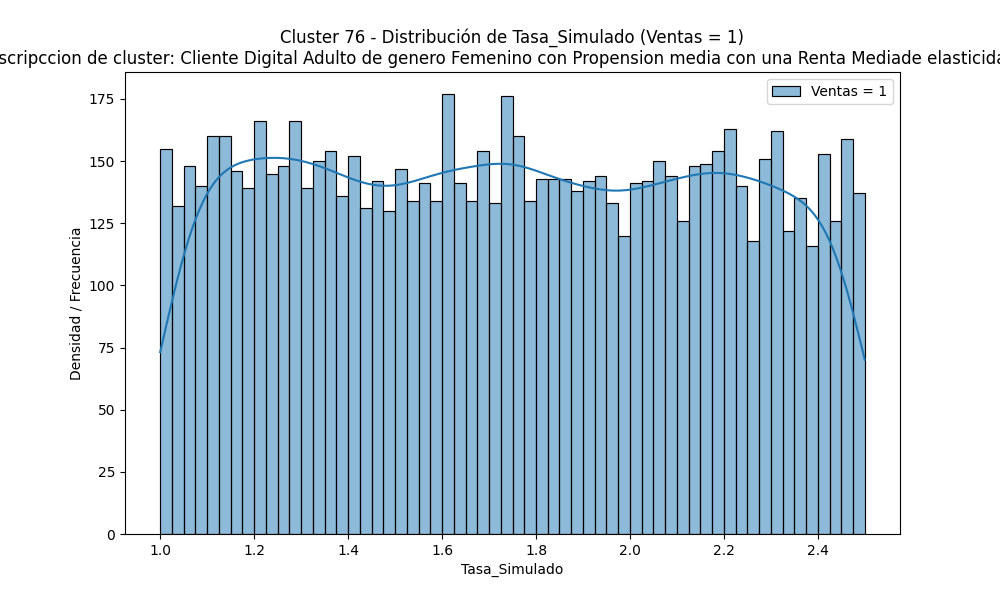 Cluster 76 - Distribución de Tasa_Simulado (Ventas = 1)
scripccion de cluster: Cliente Digital Adulto de genero Femenino con Propension media con una Renta Mediade elasticida
Ventas = 1
175
150
125
100
75
50
25
0
Densidad / Frecuencia
1.0 1.2 1.4 1.6 1.8 2.0 2.2 2.4
Tasa_Simulado